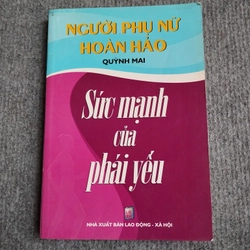 NGƯỜI PHỤ NỮ
HOÀN HẢO
QUỲNH MAI
Sức mạnh
của
phái yếu
NHÀ XUẤT BẢN LAO ĐỘNG - XÃ HỘI